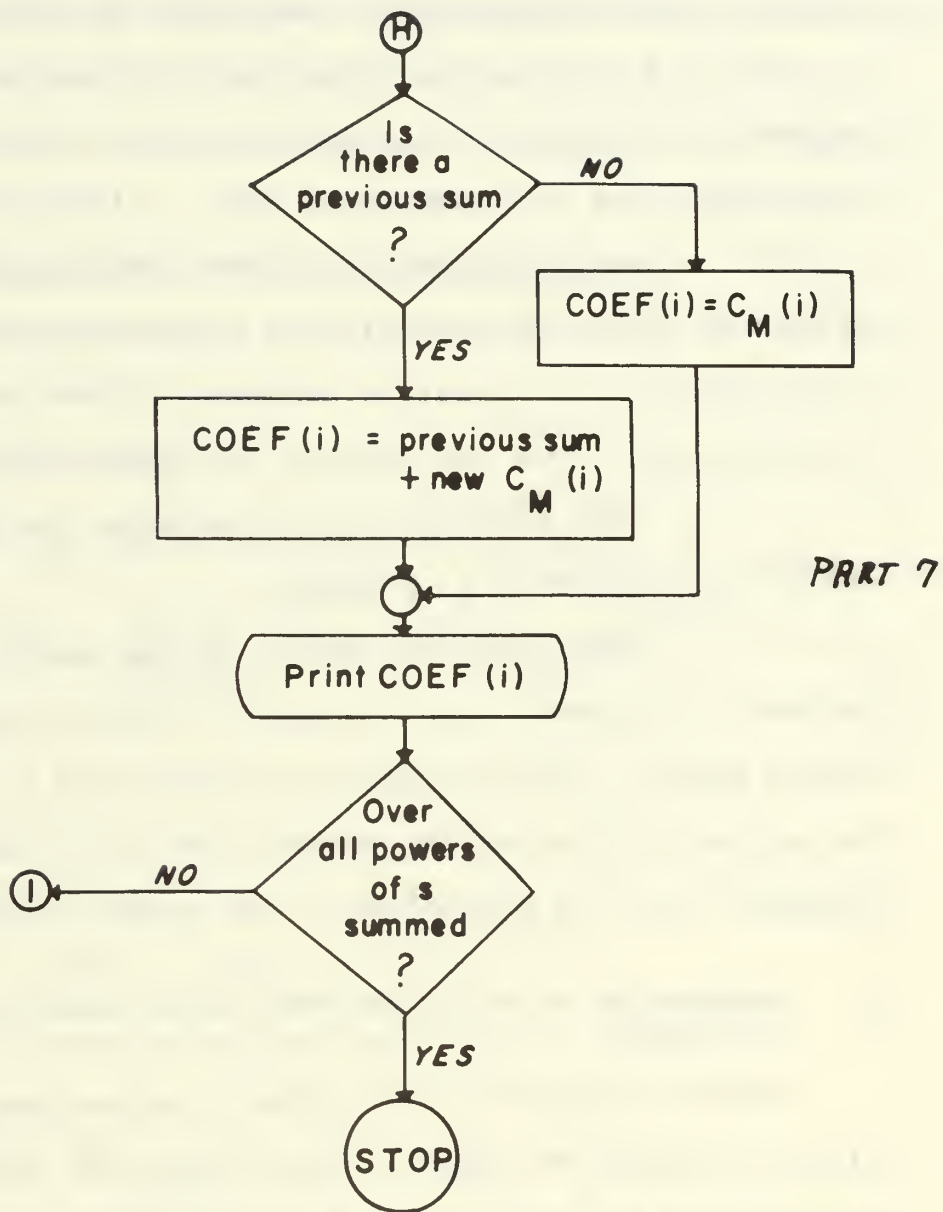 H
Is
there a
previous sum
?
NO
COEF(i) = C_M(i)
YES
COEF(i) = previous sum
+ new C_M(i)
PART 7
Print COEF (i)
Over
all powers
of s
summed
?
NO
I
YES
STOP